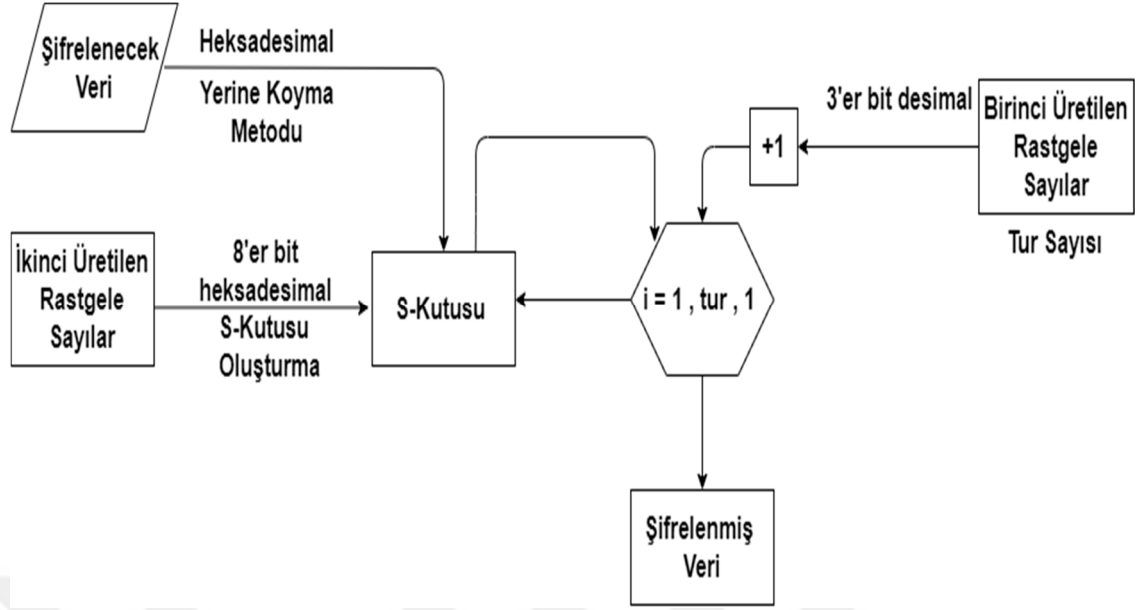 Şifrelenecek
Veri
Heksadesimal
Yerine Koyma
Metodu
3'er bit desimal
+1
Birinci Üretilen
Rastgele
Sayılar
Tur Sayısı
İkinci Üretilen
Rastgele
Sayılar
8'er bit
heksadesimal
S-Kutusu
Oluşturma
S-Kutusu
i = 1 , tur , 1
Şifrelenmiş
Veri